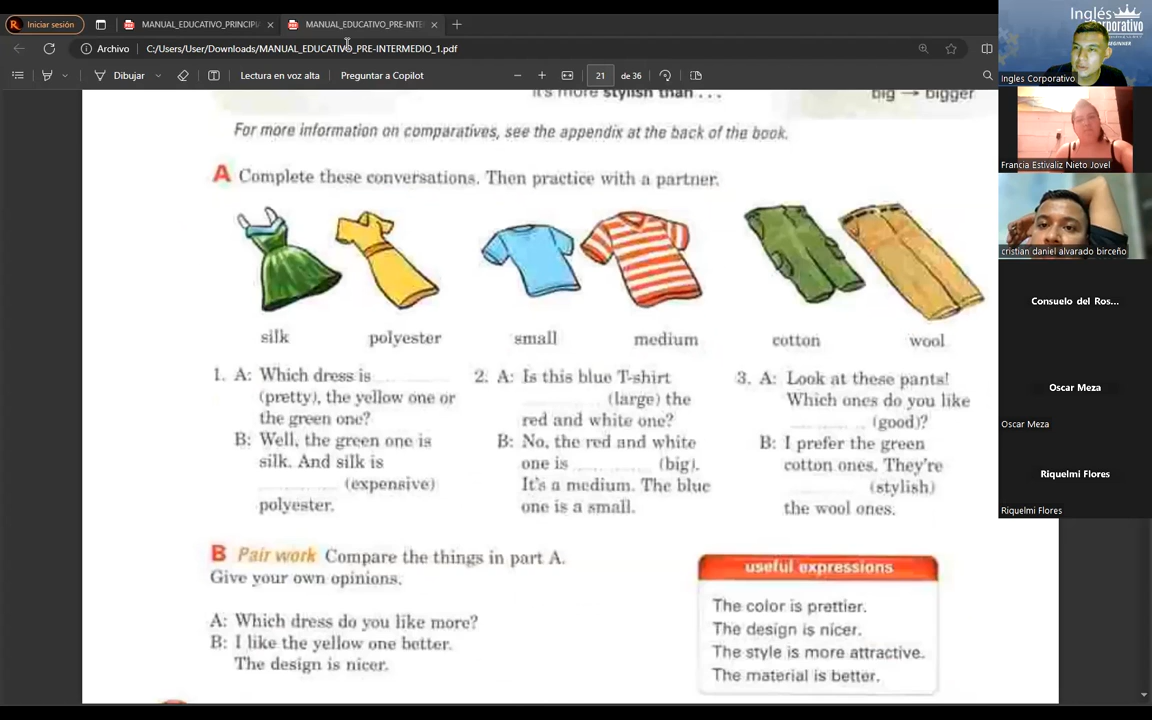 Iniciar sesión
MANUAL_EDUCATIVO_PRINCIPI
MANUAL_EDUCATIVO_PRE-INTE
Archivo
C:/Users/User/Downloads/MANUAL_EDUCATIVO_PRE-INTERMEDIO_1.pdf
Dibujar
Lectura en voz alta
Preguntar a Copilot
21
de 36
It's more stylish than . . .
big → bigger
For more information on comparatives, see the appendix at the back of the book.
A Complete these conversations. Then practice with a partner.
silk
polyester
small
medium
cotton
wool
1. A: Which dress is
(pretty), the yellow one or
the green one?
B: Well, the green one is
silk. And silk is
(expensive)
polyester.
2. A: Is this blue T-shirt
(large) the
red and white one?
B: No, the red and white
one is (big).
It's a medium. The blue
one is a small.
3. A: Look at these pants!
Which ones do you like
(good)?
B: I prefer the green
cotton ones. They're
(stylish)
the wool ones.
B Pair work Compare the things in part A.
Give your own opinions.
A: Which dress do you like more?
B: I like the yellow one better.
The design is nicer.
useful expressions
The color is prettier.
The design is nicer.
The style is more attractive.
The material is better.
Inglés
Corporativo
BEGINNER
Ingles Corporativo
Francia Estivaliz Nieto Jovel
cristian daniel alvarado birceño
Consuelo del Ros...
Oscar Meza
Oscar Meza
Riquelmi Flores
Riquelmi Flores